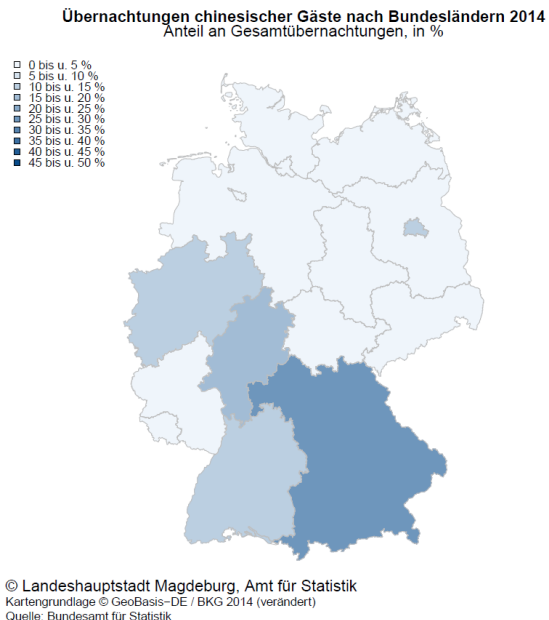 Übernachtungen chinesischer Gäste nach Bundesländern 2014
Anteil an Gesamtübernachtungen, in %
0 bis u. 5 %
5 bis u. 10 %
10 bis u. 15 %
15 bis u. 20 %
20 bis u. 25 %
25 bis u. 30 %
30 bis u. 35 %
35 bis u. 40 %
40 bis u. 45 %
45 bis u. 50 %
© Landeshauptstadt Magdeburg, Amt für Statistik
Kartengrundlage © GeoBasis−DE / BKG 2014 (verändert)
Quelle: Bundesamt für Statistik